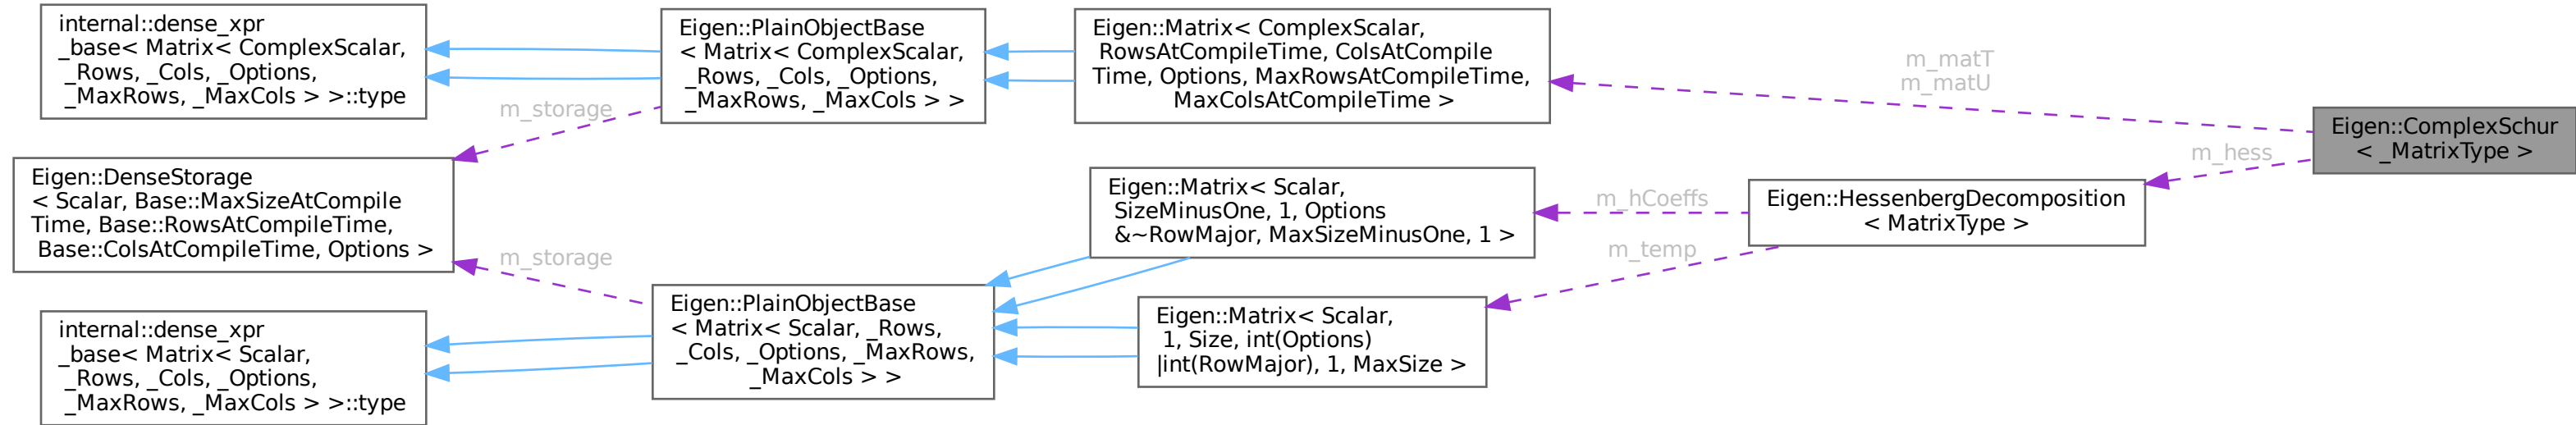 internal::dense_xpr
_base< Matrix< ComplexScalar,
_Rows, _Cols, _Options,
_MaxRows, _MaxCols > >::type
Eigen::DenseStorage
< Scalar, Base::MaxSizeAtCompile
Time, Base::RowsAtCompileTime,
Base::ColsAtCompileTime, Options >
internal::dense_xpr
_base< Matrix< Scalar,
_Rows, _Cols, _Options,
_MaxRows, _MaxCols > >::type
m_storage
m_storage
Eigen::PlainObjectBase
< Matrix< ComplexScalar,
_Rows, _Cols, _Options,
_MaxRows, _MaxCols > >
Eigen::PlainObjectBase
< Matrix< Scalar, _Rows,
_Cols, _Options, _MaxRows,
_MaxCols > >
Eigen::Matrix< ComplexScalar,
RowsAtCompileTime, ColsAtCompile
Time, Options, MaxRowsAtCompileTime,
MaxColsAtCompileTime >
Eigen::Matrix< Scalar,
SizeMinusOne, 1, Options
&~RowMajor, MaxSizeMinusOne, 1 >
Eigen::Matrix< Scalar,
1, Size, int(Options)
|int(RowMajor), 1, MaxSize >
m_hCoeffs
m_temp
m_matT
m_matU
Eigen::HessenbergDecomposition
< MatrixType >
m_hess
Eigen::ComplexSchur
< _MatrixType >